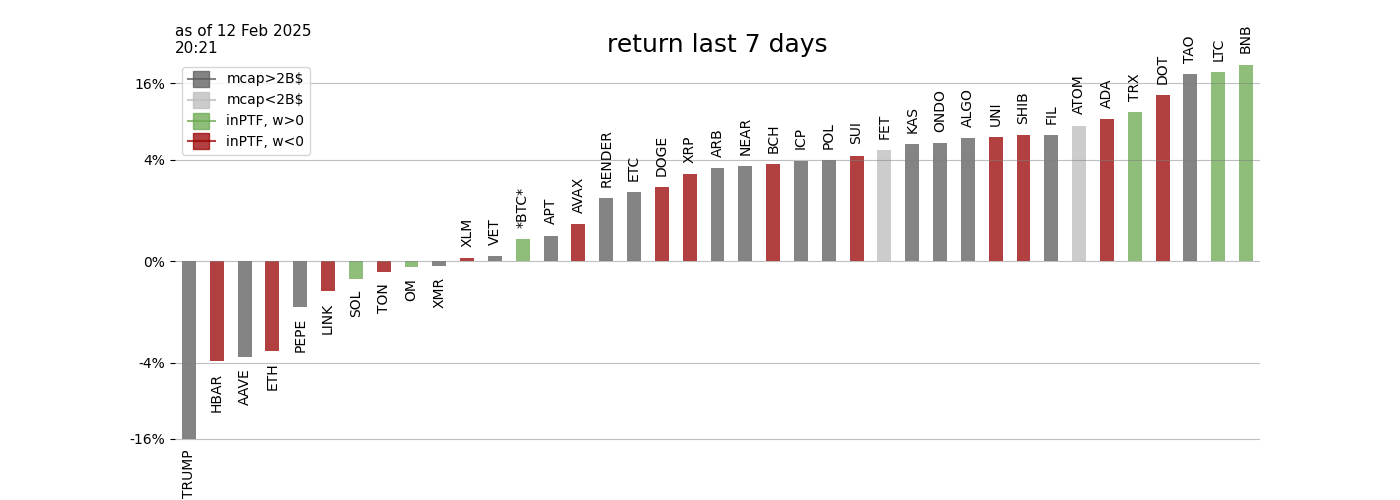 as of 12 Feb 2025
20:21
return last 7 days
mcap>2B$
mcap<2B$
inPTF, w>0
inPTF, w<0
16%
4%
0%
-4%
-16%
TRUMP
HBAR
AAVE
ETH
PEPE
LINK
SOL
TON
OM
XMR
XLM
VET
*BTC*
APT
AVAX
RENDER
ETC
DOGE
XRP
ARB
NEAR
BCH
ICP
POL
SUI
FET
KAS
ONDO
ALGO
UNI
SHIB
FIL
ATOM
ADA
TRX
DOT
TAO
LTC
BNB